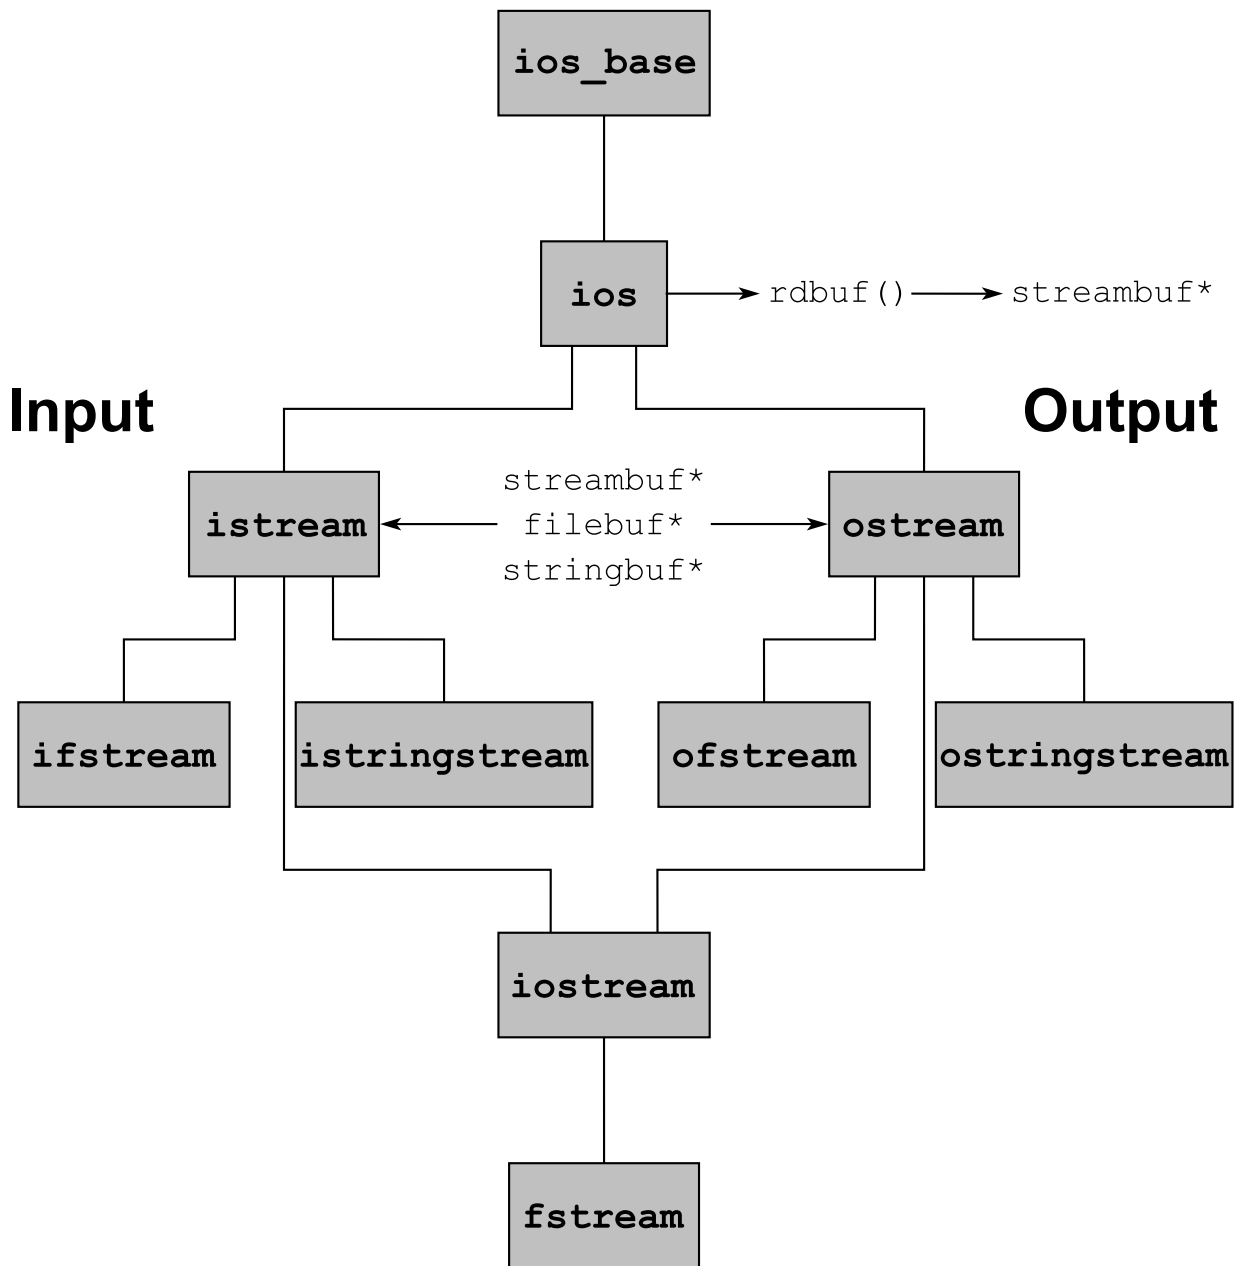 ios_base
ios
rdbuf()
streambuf*
Input
Output
istream
streambuf*
filebuf*
stringbuf*
ostream
ifstream
istringstream
ofstream
ostringstream
iostream
fstream